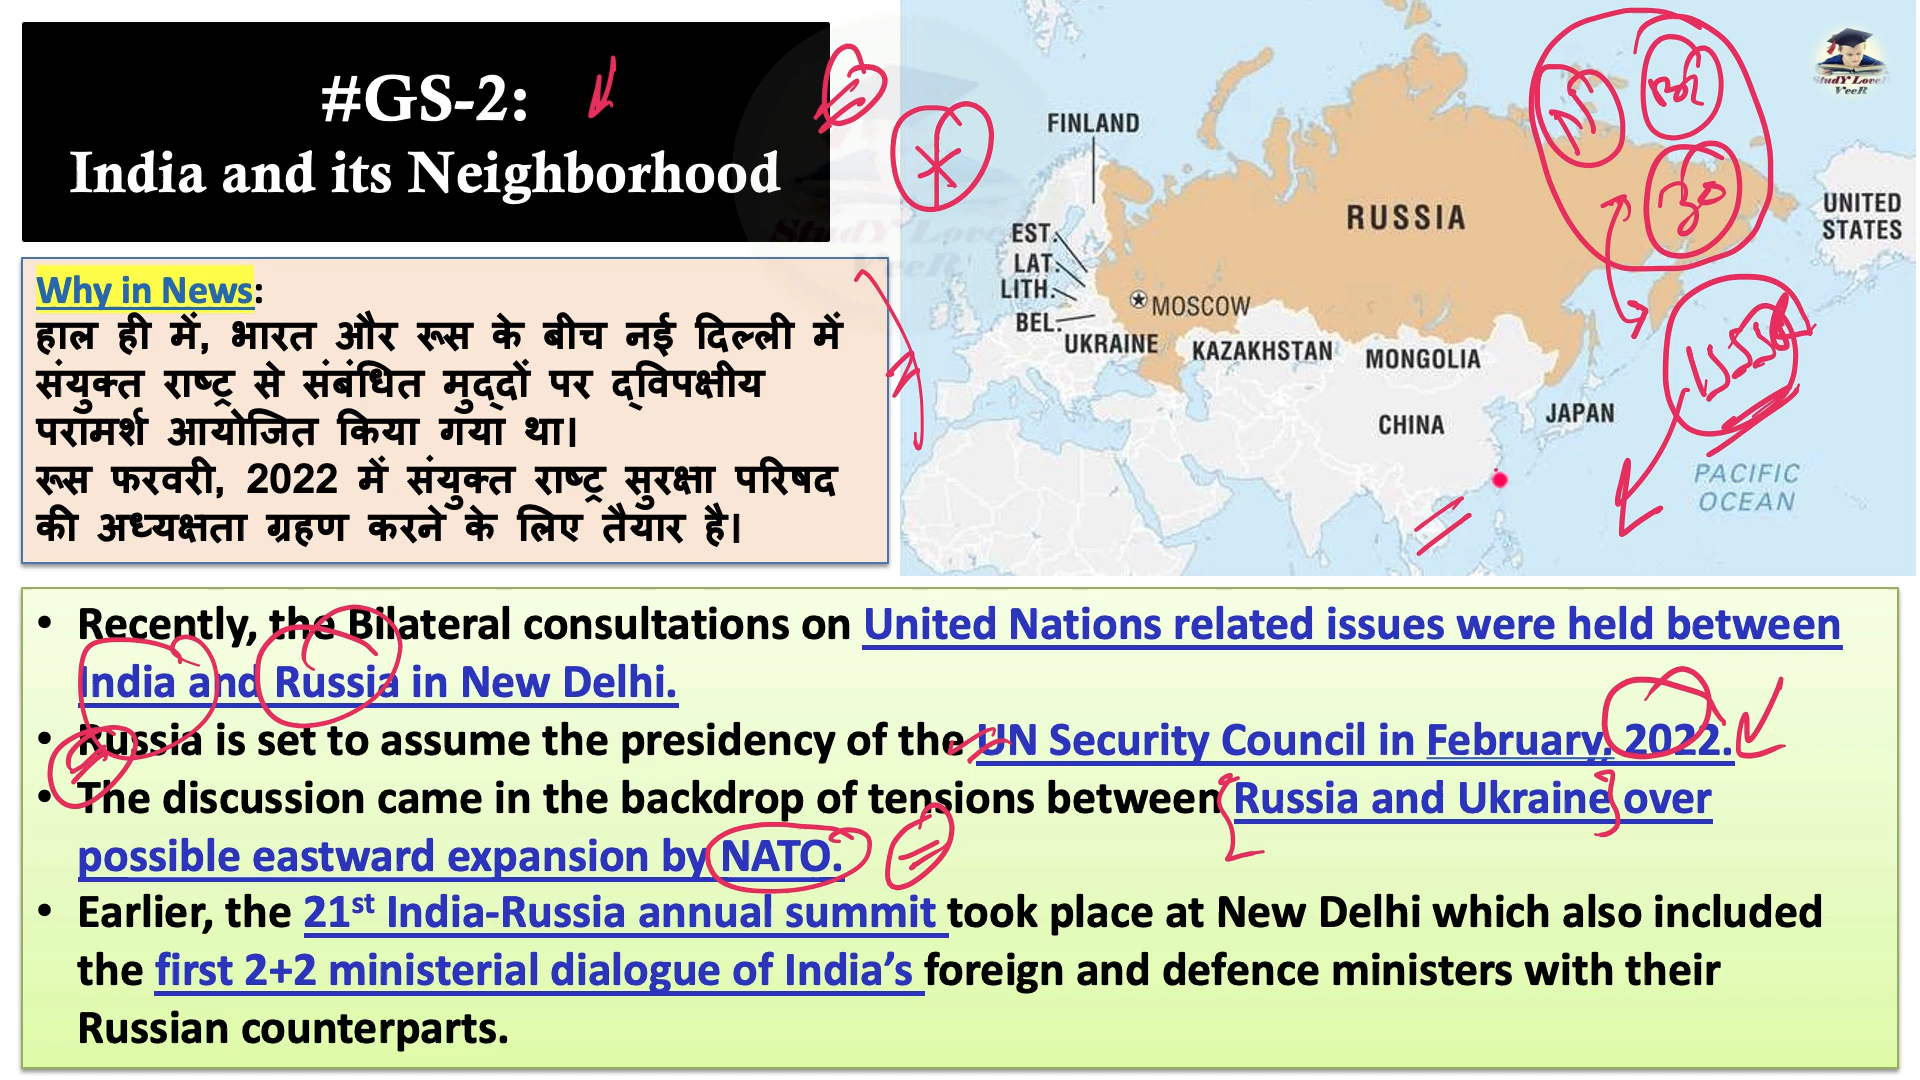 #GS-2:
India and its Neighborhood
Why in News:
हाल ही में, भारत और रूस के बीच नई दिल्ली में
संयुक्त राष्ट्र से संबंधित मुद्दों पर द्विपक्षीय
परामर्श आयोजित किया गया था।
रूस फरवरी, 2022 में संयुक्त राष्ट्र सुरक्षा परिषद
की अध्यक्षता ग्रहण करने के लिए तैयार है।
FINLAND
RUSSIA
UNITED
STATES
EST.
LAT.
LITH.
BEL.
MOSCOW
UKRAINE
KAZAKHSTAN
MONGOLIA
CHINA
JAPAN
PACIFIC
OCEAN
StudY Lover
VeeR
StudY Lover
VeeR
• Recently, the Bilateral consultations on United Nations related issues were held between
India and Russia in New Delhi.
• Russia is set to assume the presidency of the UN Security Council in February, 2022.
• The discussion came in the backdrop of tensions between Russia and Ukraine over
possible eastward expansion by NATO.
• Earlier, the 21st India-Russia annual summit took place at New Delhi which also included
the first 2+2 ministerial dialogue of India’s foreign and defence ministers with their
Russian counterparts.